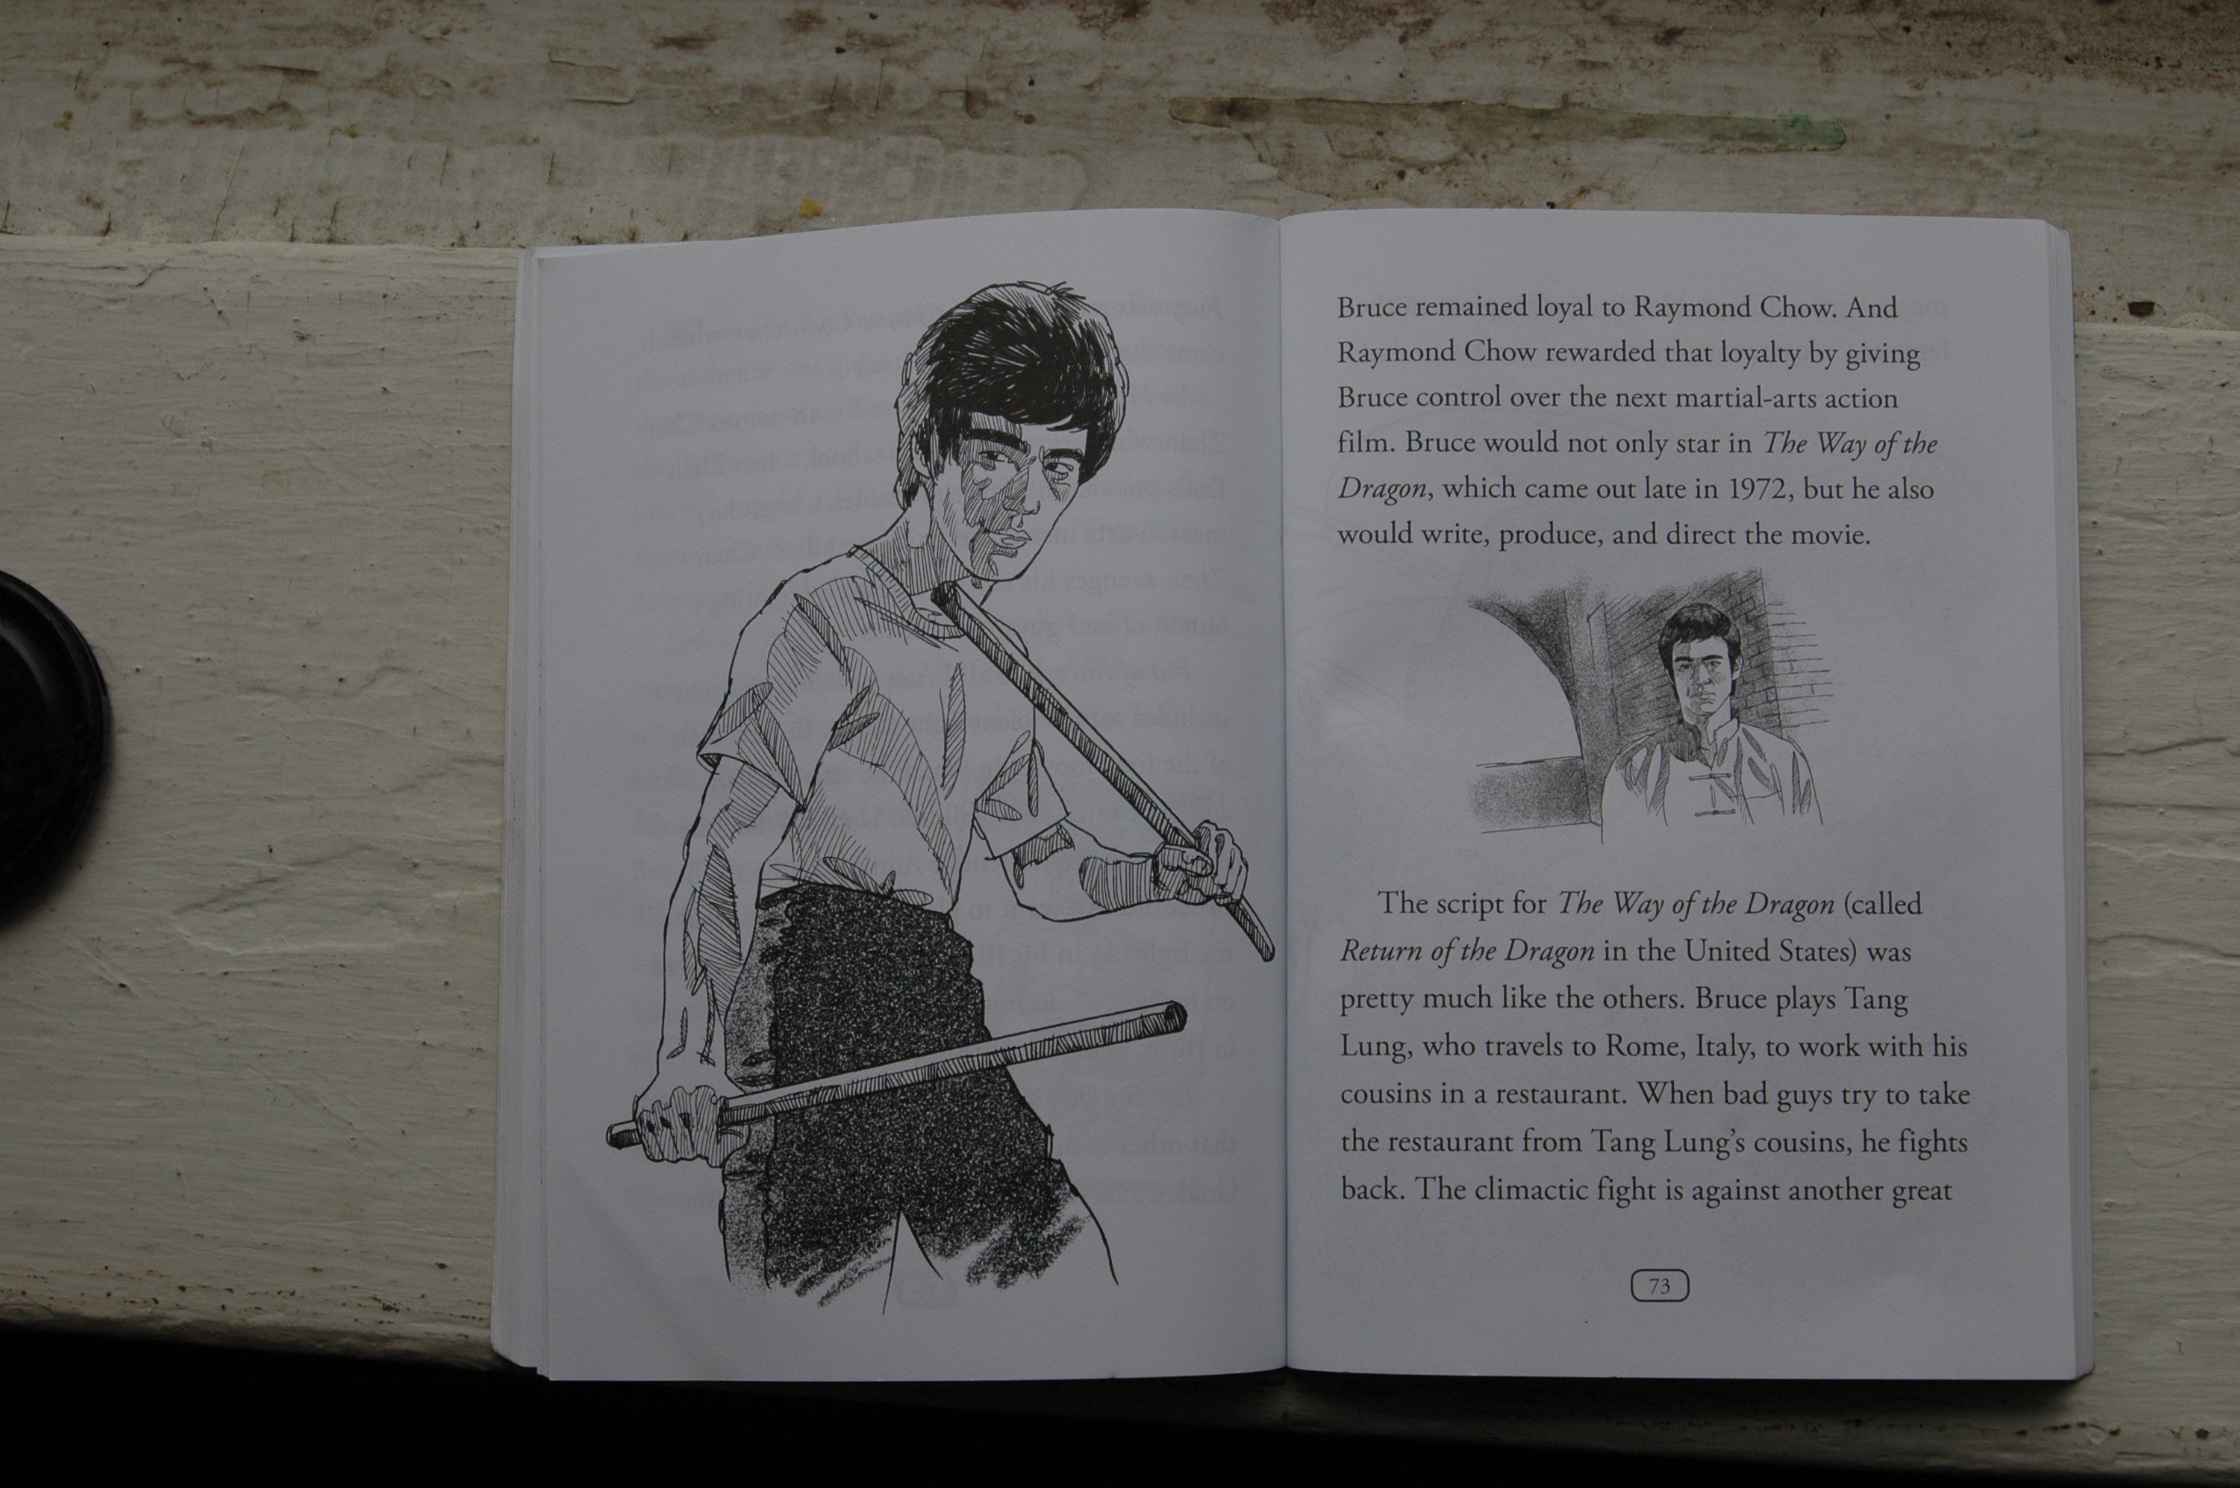 Bruce remained loyal to Raymond Chow. And
Raymond Chow rewarded that loyalty by giving
Bruce control over the next martial-arts action
film. Bruce would not only star in The Way of the
Dragon, which came out late in 1972, but he also
would write, produce, and direct the movie.
The script for The Way of the Dragon (called
Return of the Dragon in the United States) was
pretty much like the others. Bruce plays Tang
Lung, who travels to Rome, Italy, to work with his
cousins in a restaurant. When bad guys try to take
the restaurant from Tang Lung's cousins, he fights
back. The climactic fight is against another great
73